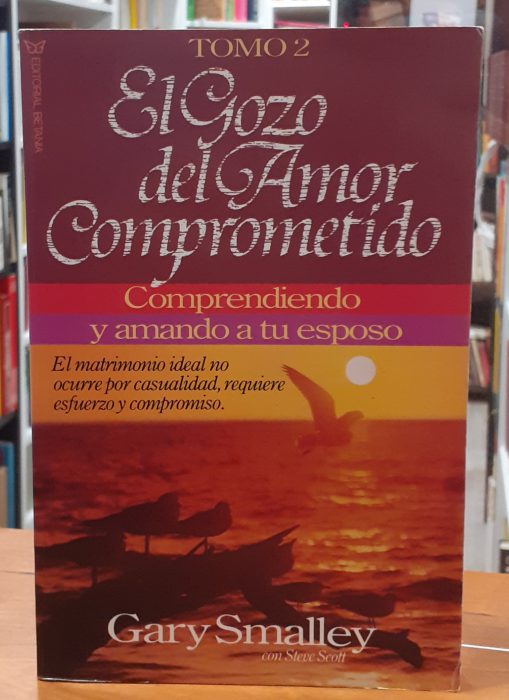 TOMO 2
EDITORIAL BETANIA
El Gozo
del Amor
Comprometido
Comprendiendo
y amando a tu esposo
El matrimonio ideal no
ocurre por casualidad, requiere
esfuerzo y compromiso.
Gary Smalley
con Steve Scott